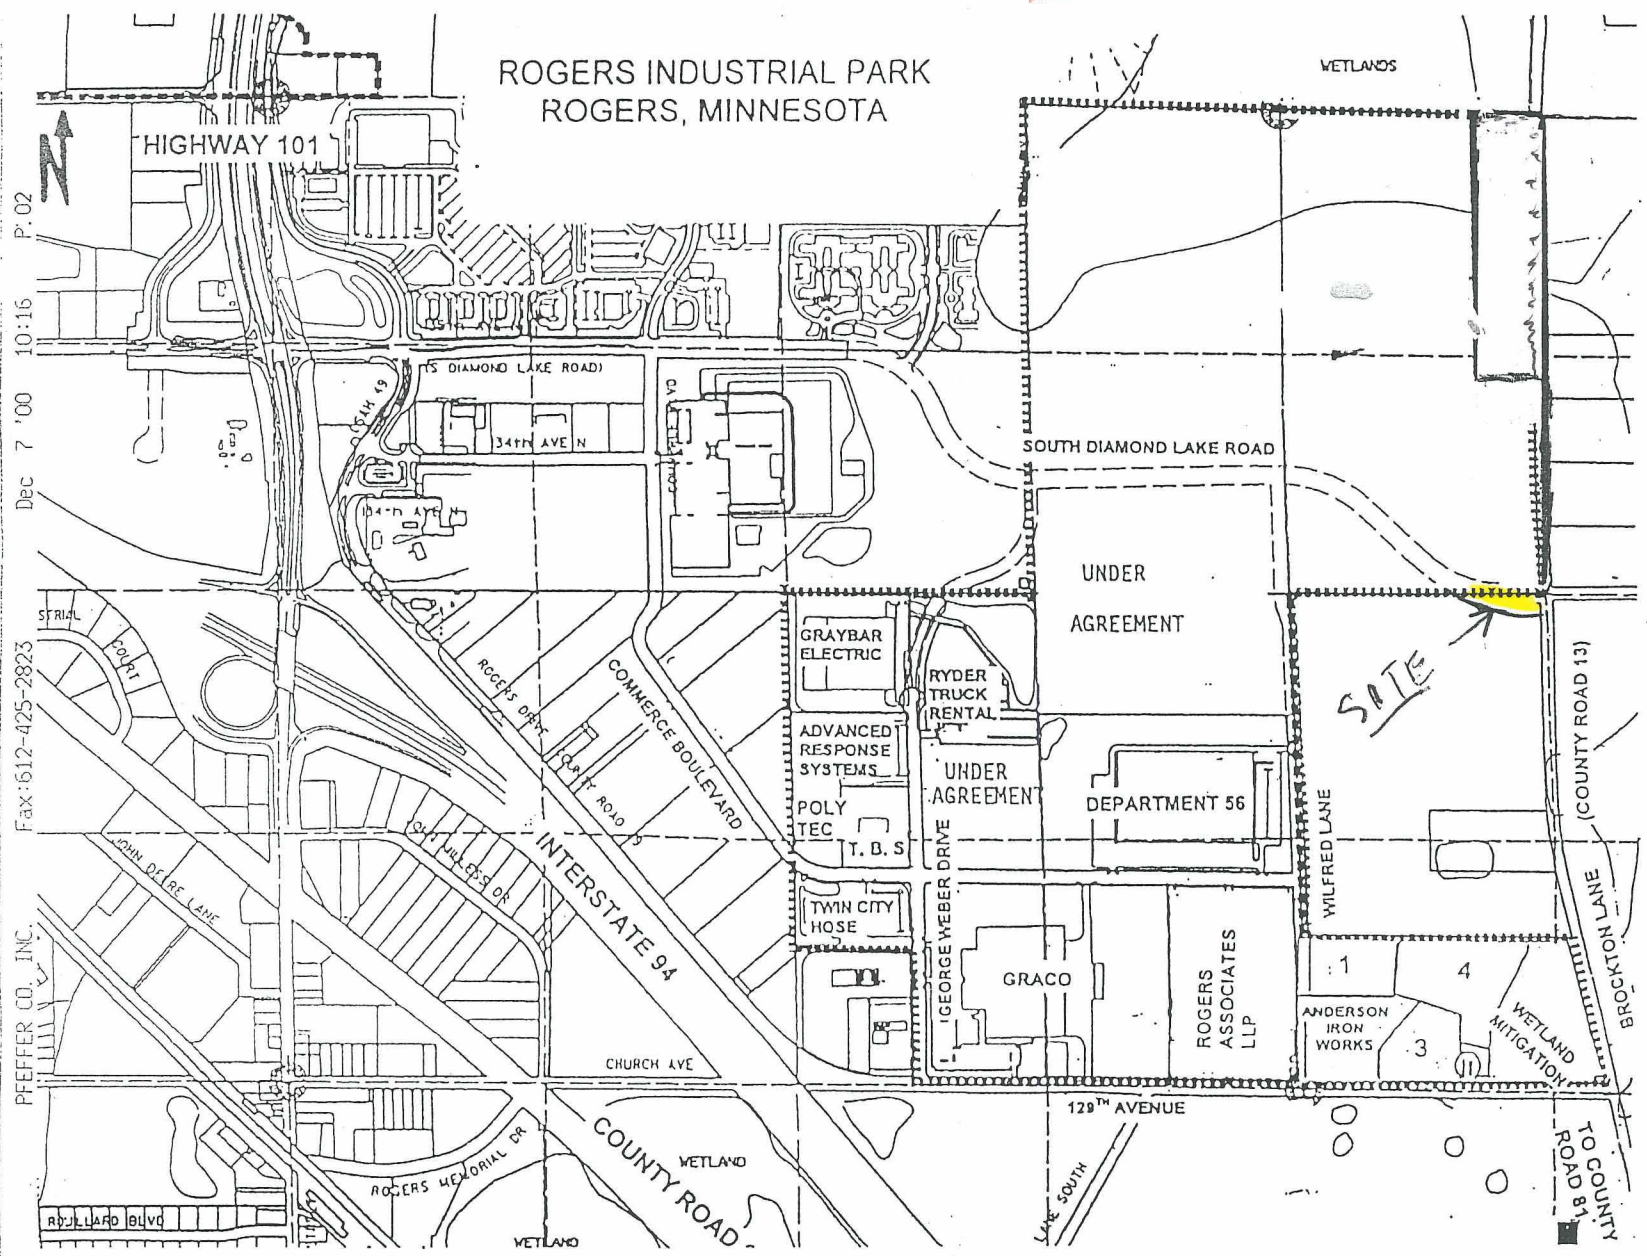 ROGERS INDUSTRIAL PARK
ROGERS, MINNESOTA
WETLANDS
HIGHWAY 101
N
Dec 7 '00 10:16 P.02
Fax:612-425-2823
PFEFFER CO. INC.
(S DIAMOND LAKE ROAD)
34th AVE N
134th AVE N
SOUTH DIAMOND LAKE ROAD
UNDER
AGREEMENT
SITE
(COUNTY ROAD 13)
STRIAL
COURT
GRAYBAR
ELECTRIC
RYDER
TRUCK
RENTAL
ROGERS DRIVE
COMMERCE BOULEVARD
ADVANCED
RESPONSE
SYSTEMS
UNDER
AGREEMENT
POLY
TEC
T. B. S
DEPARTMENT 56
WILFRED LANE
INTERSTATE 94
JOHN DEERE LANE
TWIN CITY
HOSE
GEORGE WEBER DRIVE
GRACO
ROGERS
ASSOCIATES
LLP
BROCKTON LANE
1
4
ANDERSON
IRON
WORKS
3
WETLAND
MITIGATION
CHURCH AVE
129TH AVENUE
COUNTY ROAD
WETLAND
ROGERS MEMORIAL DR
LANE SOUTH
TO COUNTY
ROAD 81
ROUILLARD BLVD
WETLAND